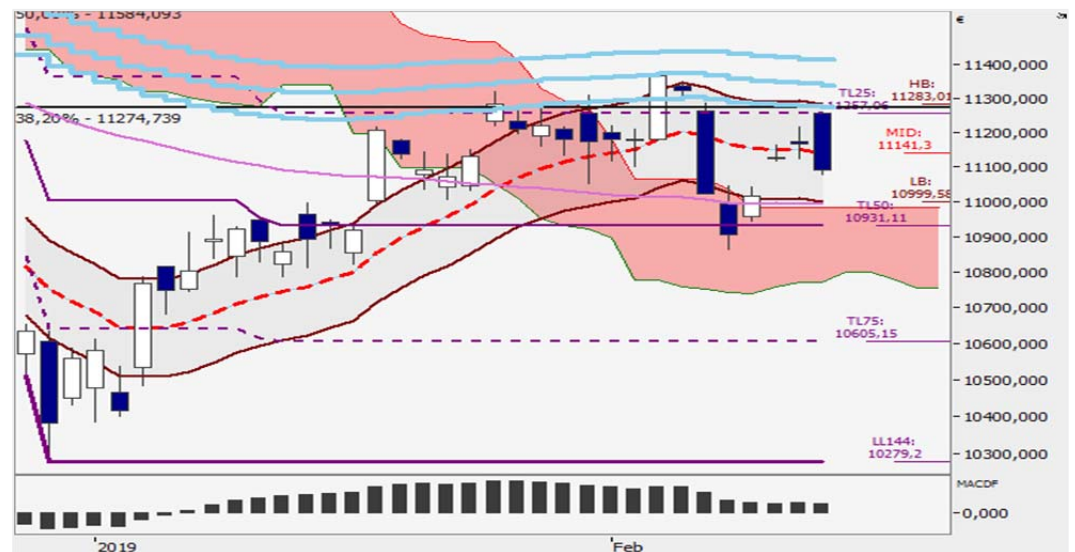 50,00% - 11584,093
€
11400,000
HB:
11283,01
11300,000
TL25:
11257,06
38,20% - 11274,739
11200,000
MID:
11141,3
11100,000
LB:
10999,58
11000,000
TL50:
10931,11
10900,000
10800,000
10700,000
TL75:
10605,15
10600,000
10500,000
10400,000
LL144:
10279,2
10300,000
MACDF
0,000
2019
Feb